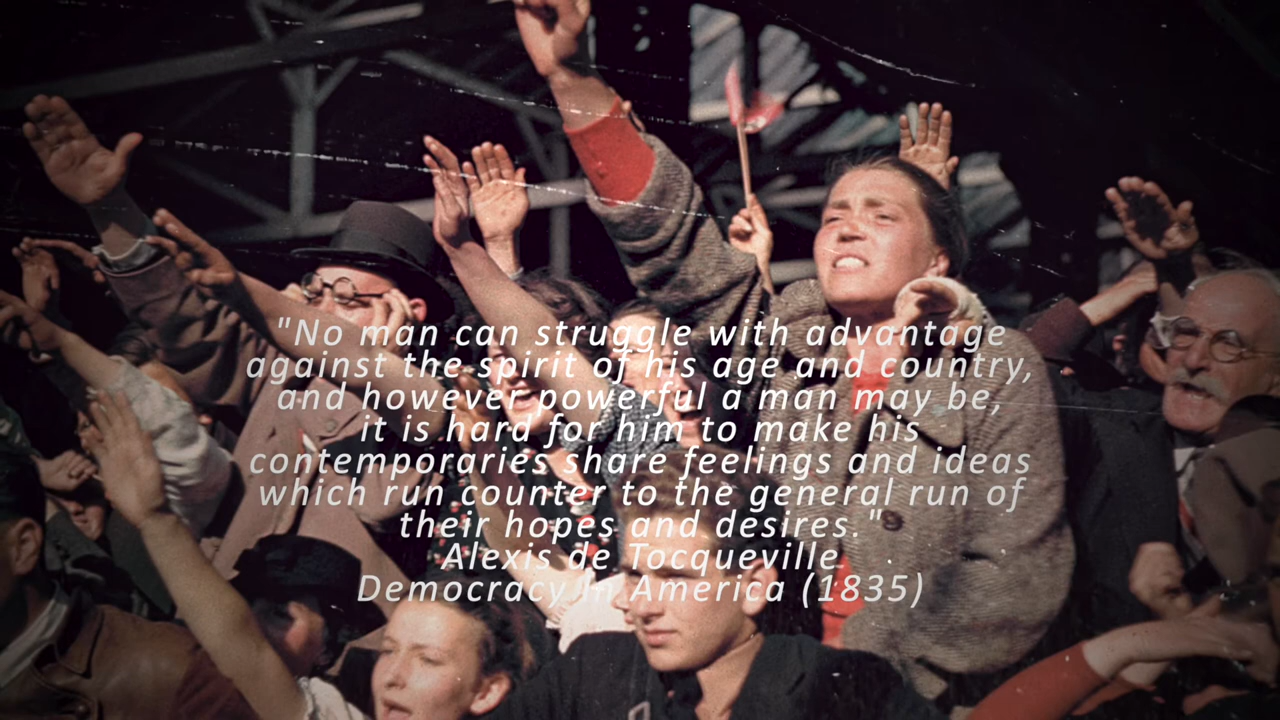 "No man can struggle with advantage
against the spirit of his age and country,
and however powerful a man may be,
it is hard for him to make his
contemporaries share feelings and ideas
which run counter to the general run of
their hopes and desires."
Alexis de Tocqueville
Democracy in America (1835)